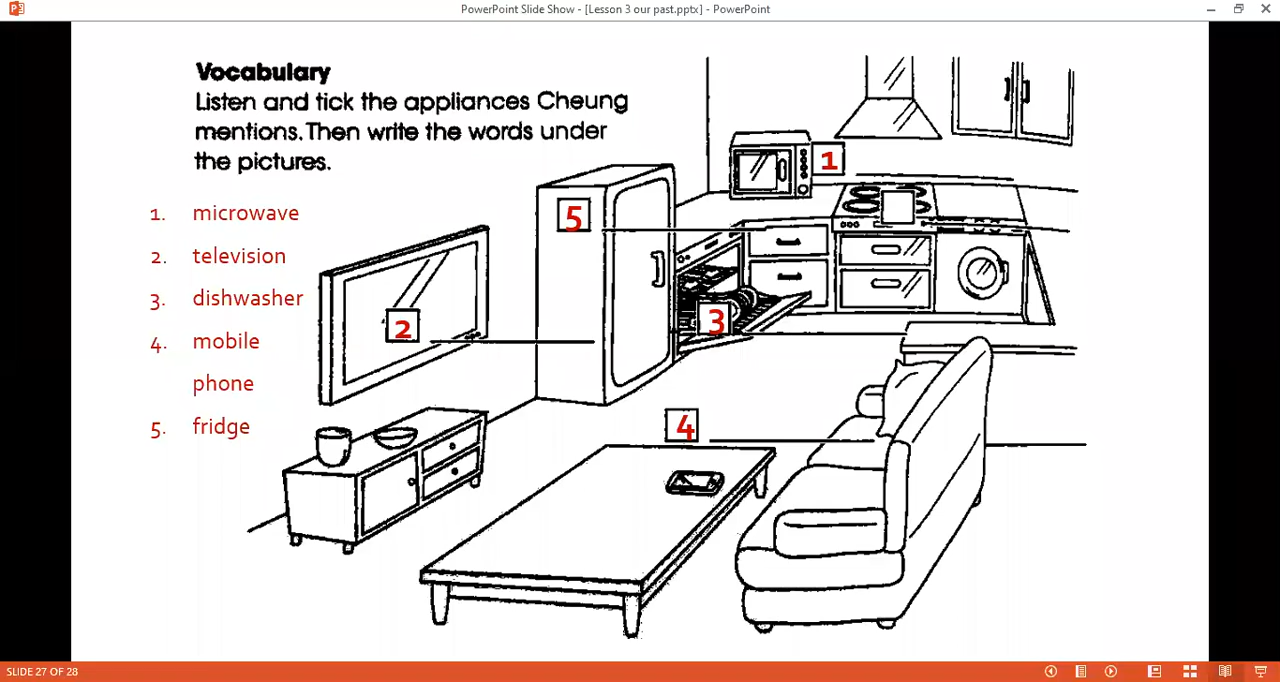 PowerPoint Slide Show - [Lesson 3 our past.pptx] - PowerPoint
Vocabulary
Listen and tick the appliances Cheung
mentions. Then write the words under
the pictures.
1. microwave
2. television
3. dishwasher
4. mobile
phone
5. fridge
1
5
2
3
4
SLIDE 27 OF 28